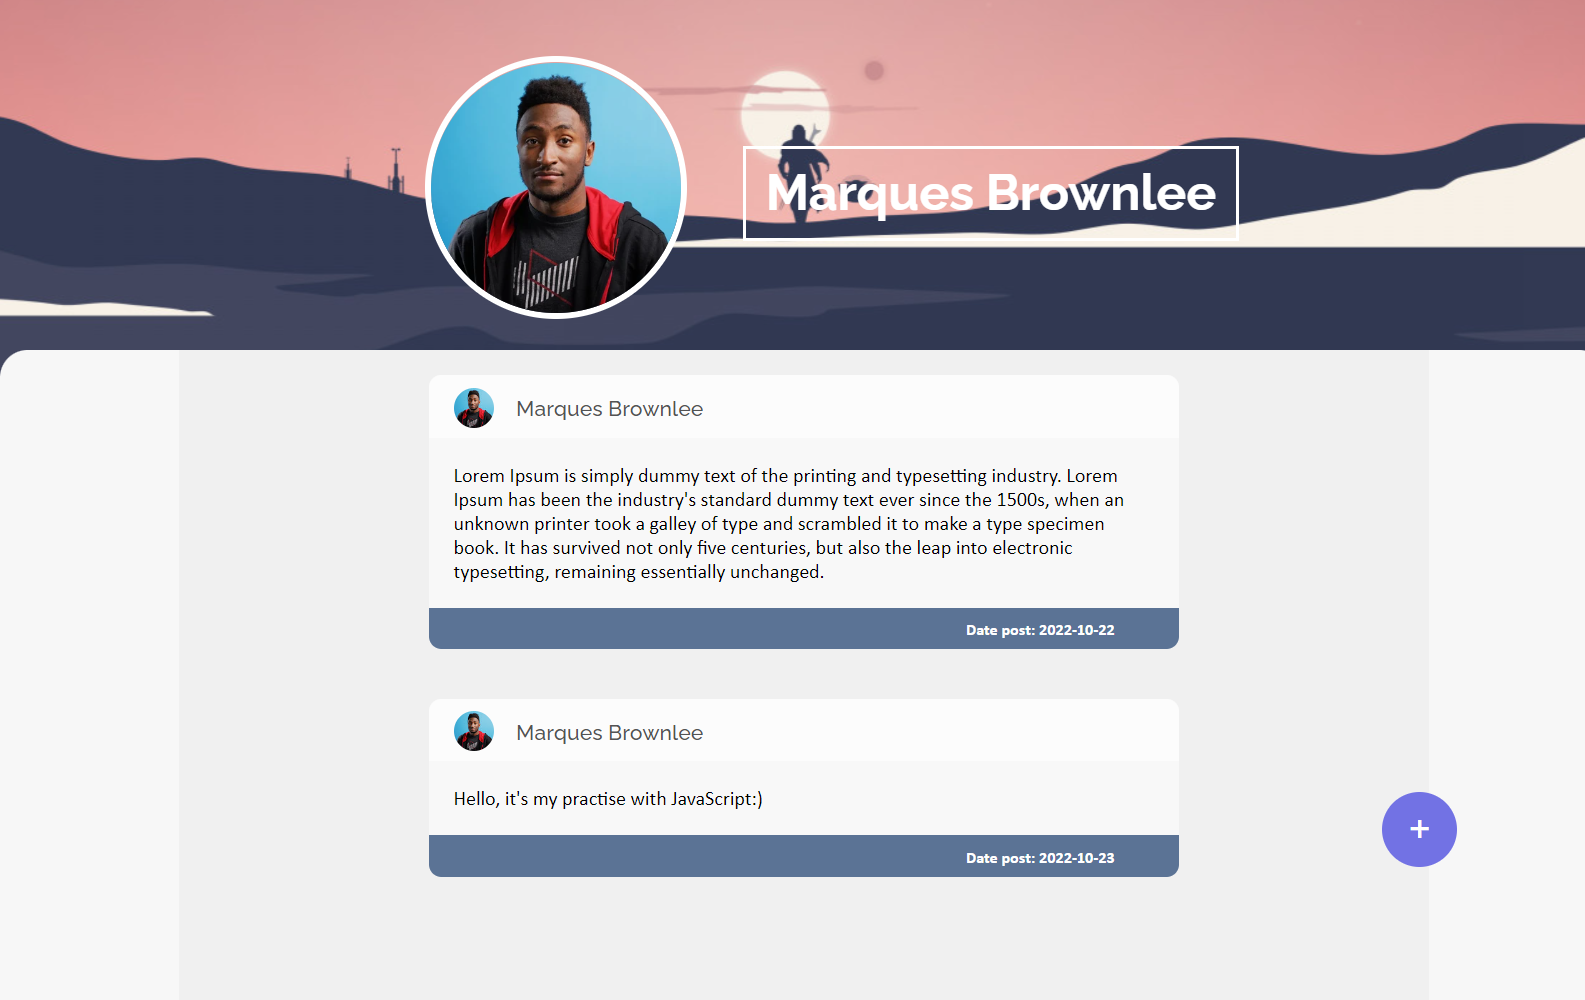 Marques Brownlee
Marques Brownlee
Lorem Ipsum is simply dummy text of the printing and typesetting industry. Lorem
Ipsum has been the industry's standard dummy text ever since the 1500s, when an
unknown printer took a galley of type and scrambled it to make a type specimen
book. It has survived not only five centuries, but also the leap into electronic
typesetting, remaining essentially unchanged.
Date post: 2022-10-22
Marques Brownlee
Hello, it's my practise with JavaScript:)
Date post: 2022-10-23
+